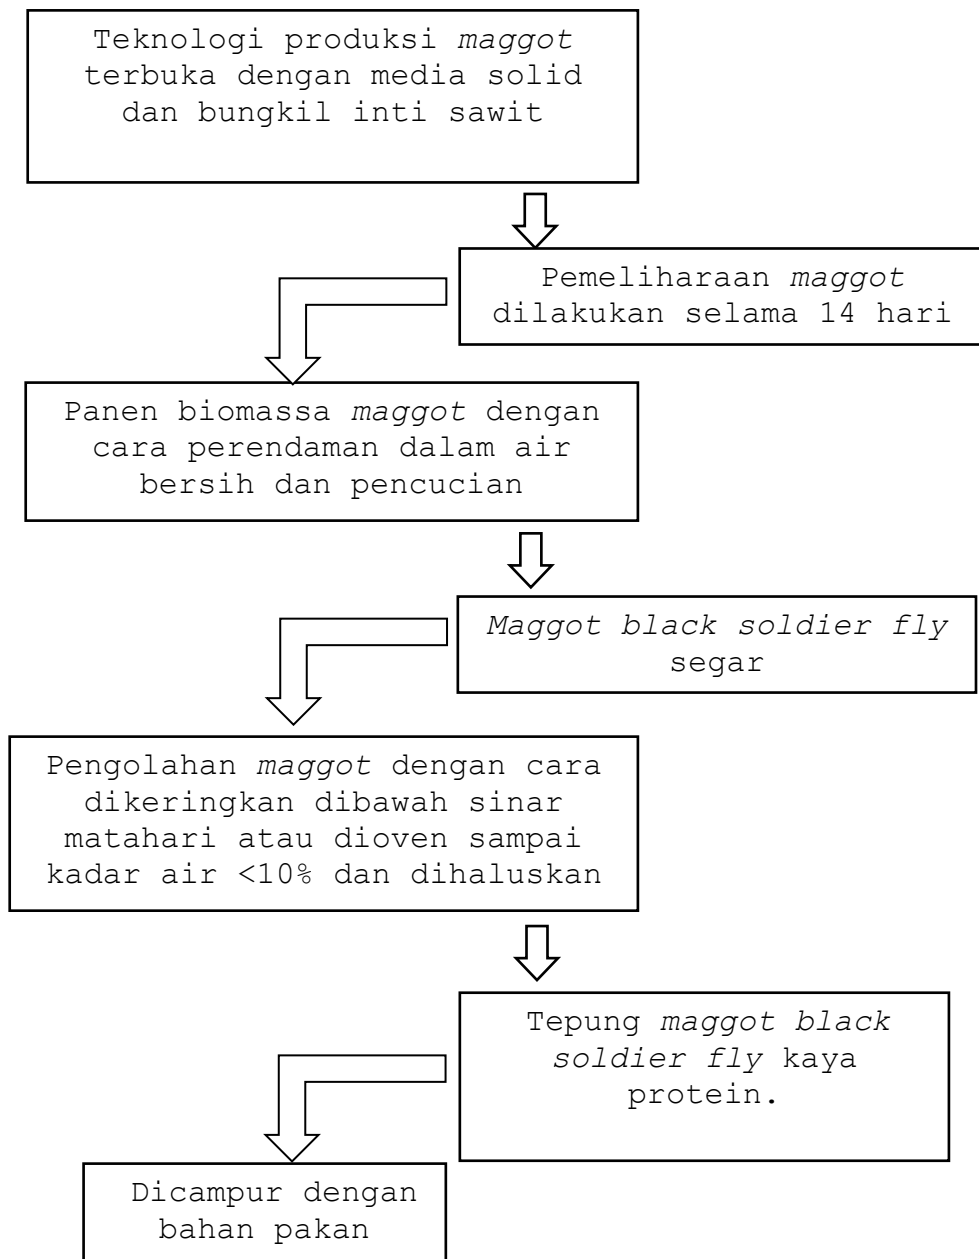 Teknologi produksi maggot
terbuka dengan media solid
dan bungkil inti sawit
Pemeliharaan maggot
dilakukan selama 14 hari
Panen biomassa maggot dengan
cara perendaman dalam air
bersih dan pencucian
Maggot black soldier fly
segar
Pengolahan maggot dengan cara
dikeringkan dibawah sinar
matahari atau dioven sampai
kadar air <10% dan dihaluskan
Tepung maggot black
soldier fly kaya
protein.
Dicampur dengan
bahan pakan